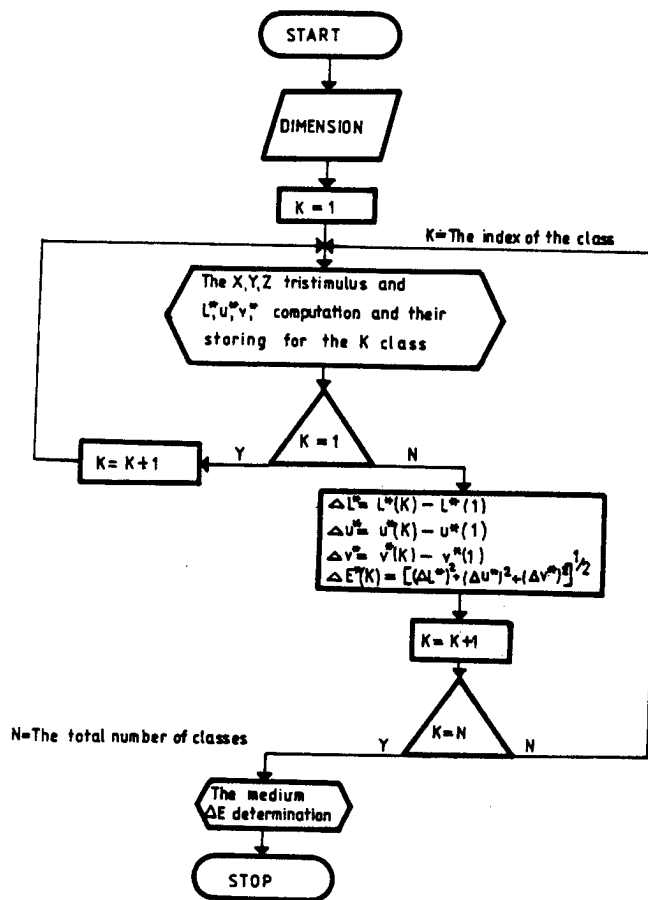 START
DIMENSION
K = 1
K=The index of the class
The X,Y,Z tristimulus and
L*,u*,v,* computation and their
storing for the K class
K = 1
Y
N
K = K+1
ΔL* = L*(K) – L*(1)
Δu* = u*(K) – u*(1)
Δv* = v*(K) – v*(1)
ΔE*(K) = [(ΔL*)²+(Δu*)²+(Δv*)²]1/2
K = K+1
K=N
N=The total number of classes
Y
N
The medium
ΔE determination
STOP